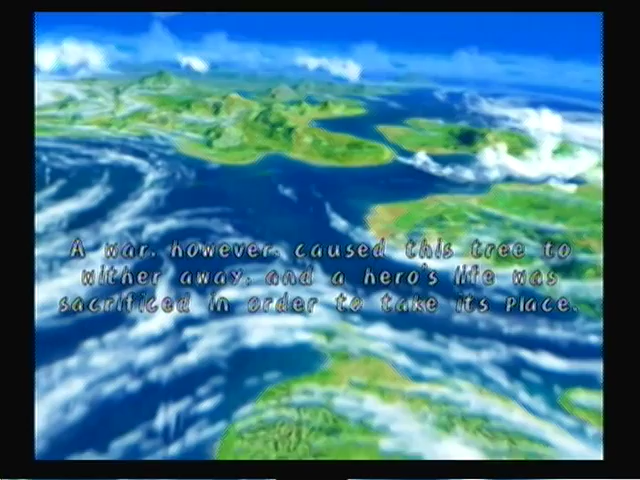 A war, however, caused this tree to
wither away, and a hero's life was
sacrificed in order to take its place.